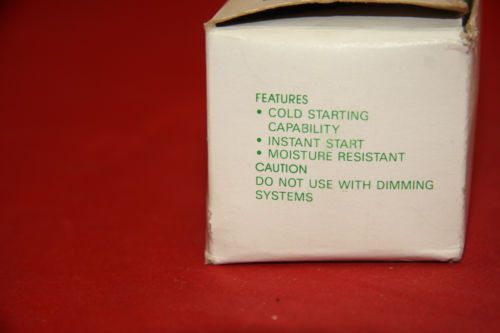 FEATURES
• COLD STARTING
CAPABILITY
• INSTANT START
• MOISTURE RESISTANT
CAUTION
DO NOT USE WITH DIMMING
SYSTEMS